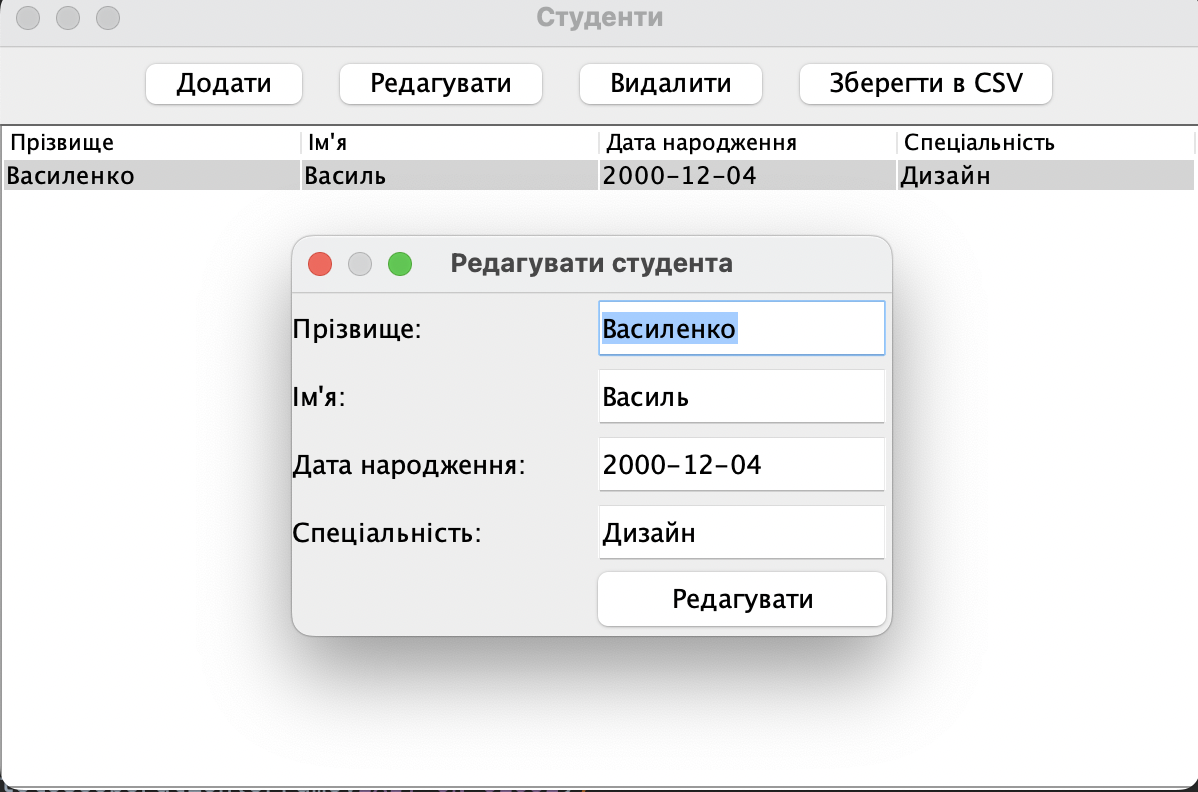 Студенти
Додати Редагувати Видалити Зберегти в CSV
Прізвище Ім'я Дата народження Спеціальність
Василенко Василь 2000-12-04 Дизайн
Редагувати студента
Прізвище: Василенко
Ім'я: Василь
Дата народження: 2000-12-04
Спеціальність: Дизайн
Редагувати